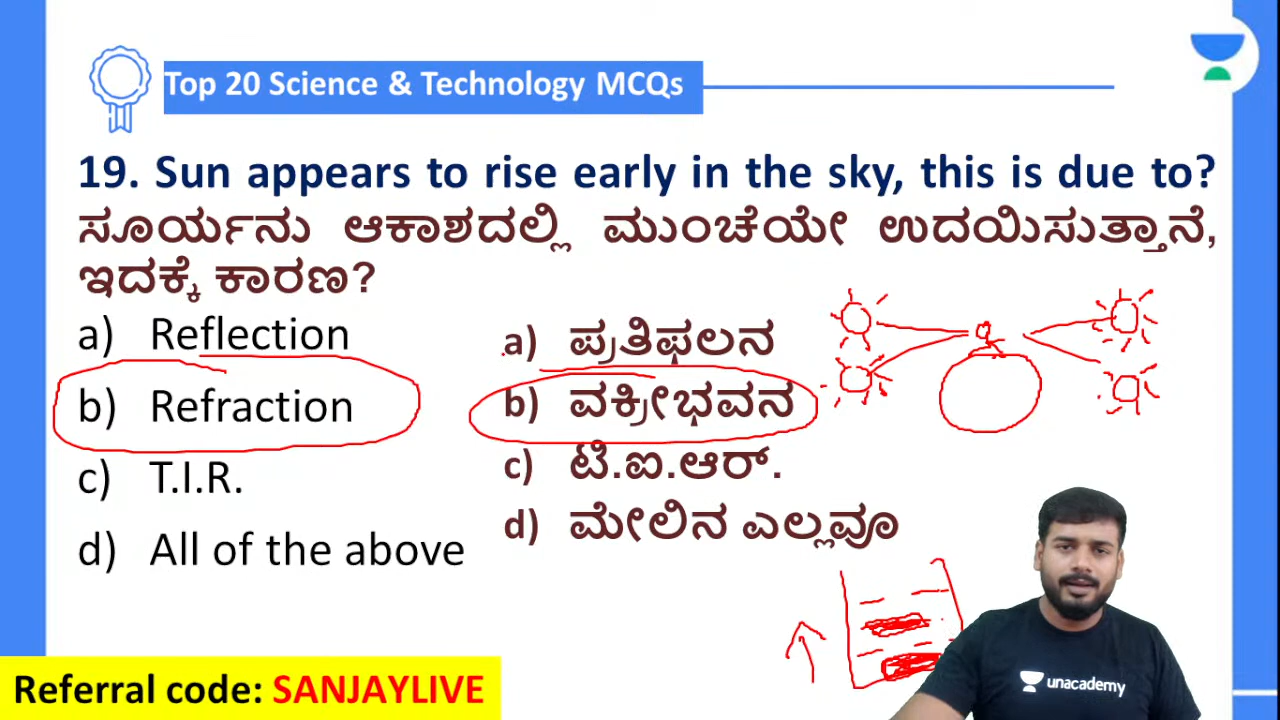 Top 20 Science & Technology MCQs
19. Sun appears to rise early in the sky, this is due to?
ಸೂರ್ಯನು ಆಕಾಶದಲ್ಲಿ ಮುಂಚೆಯೇ ಉದಯಿಸುತ್ತಾನೆ,
ಇದಕ್ಕೆ ಕಾರಣ?
a) Reflection
b) Refraction
c) T.I.R.
d) All of the above
a) ಪ್ರತಿಫಲನ
b) ವಕ್ರೀಭವನ
c) ಟಿ.ಐ.ಆರ್.
d) ಮೇಲಿನ ಎಲ್ಲವೂ
unacademy
Referral code: SANJAYLIVE